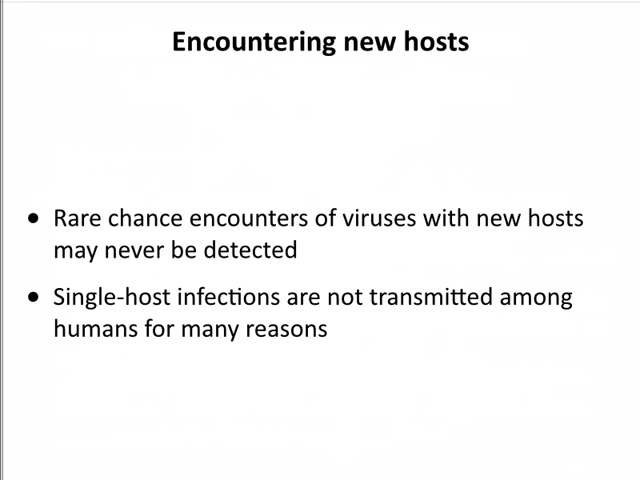 Encountering new hosts
• Rare chance encounters of viruses with new hosts
may never be detected
• Single-host infections are not transmitted among
humans for many reasons